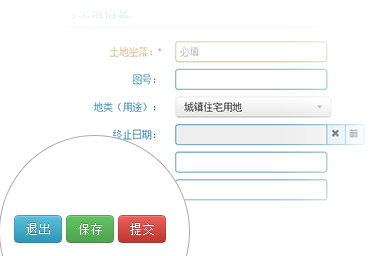 土地信息
土地坐落：* 必填
图号：
地类（用途）： 城镇住宅用地
终止日期：
退出 保存 提交